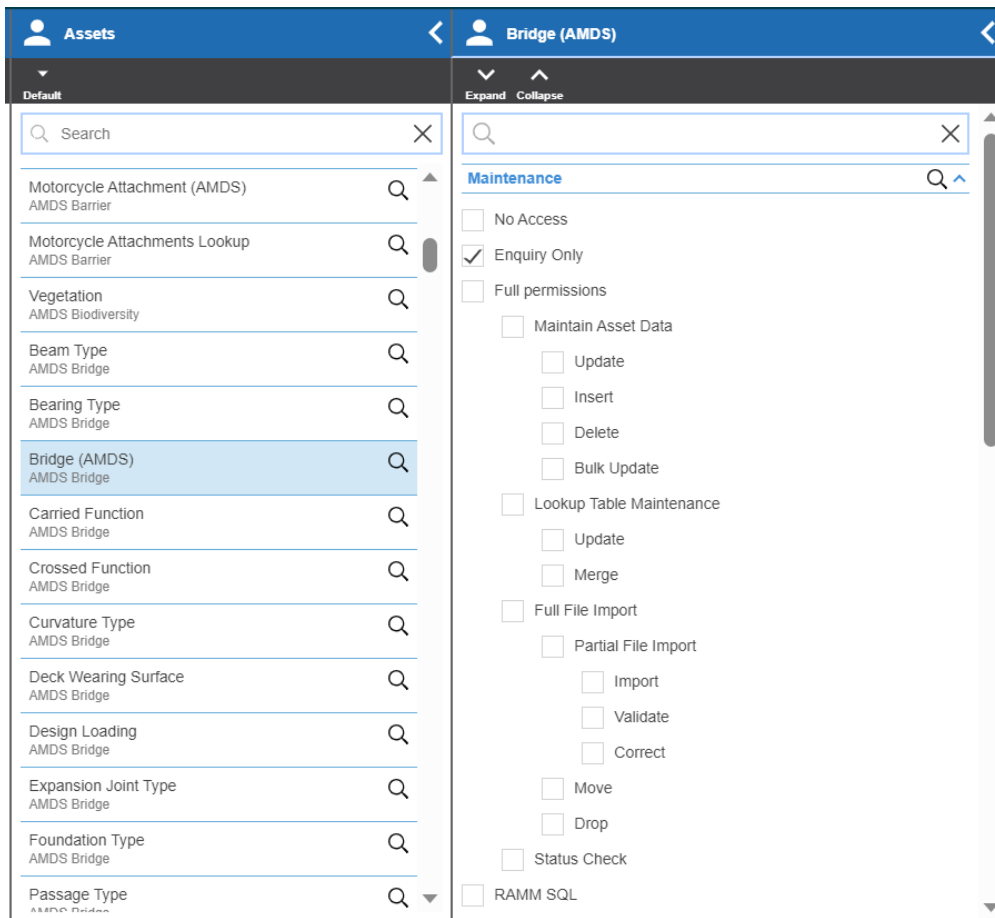 Assets
Default
Search
Motorcycle Attachment (AMDS)
AMDS Barrier
Motorcycle Attachments Lookup
AMDS Barrier
Vegetation
AMDS Biodiversity
Beam Type
AMDS Bridge
Bearing Type
AMDS Bridge
Bridge (AMDS)
AMDS Bridge
Carried Function
AMDS Bridge
Crossed Function
AMDS Bridge
Curvature Type
AMDS Bridge
Deck Wearing Surface
AMDS Bridge
Design Loading
AMDS Bridge
Expansion Joint Type
AMDS Bridge
Foundation Type
AMDS Bridge
Passage Type
AMDS Bridge
Bridge (AMDS)
Expand Collapse
Maintenance
No Access
Enquiry Only
Full permissions
Maintain Asset Data
Update
Insert
Delete
Bulk Update
Lookup Table Maintenance
Update
Merge
Full File Import
Partial File Import
Import
Validate
Correct
Move
Drop
Status Check
RAMM SQL